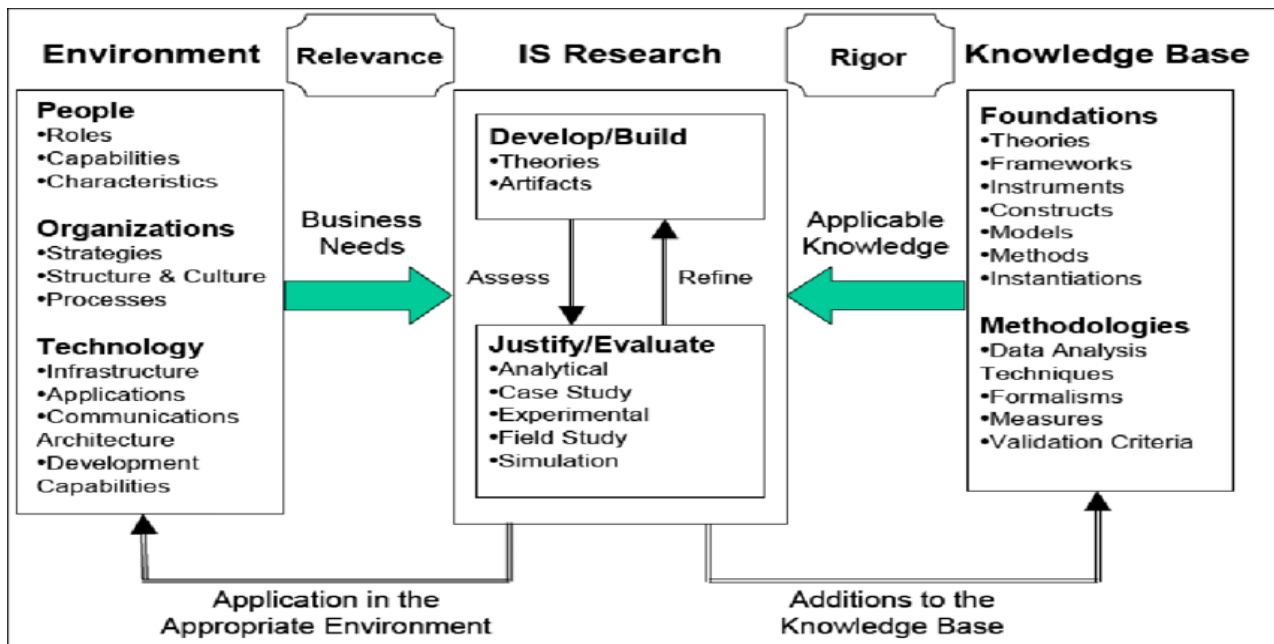 Environment
Relevance
IS Research
Rigor
Knowledge Base
People
•Roles
•Capabilities
•Characteristics
Organizations
•Strategies
•Structure & Culture
•Processes
Technology
•Infrastructure
•Applications
•Communications
Architecture
•Development
Capabilities
Business
Needs
Develop/Build
•Theories
•Artifacts
Assess
Refine
Justify/Evaluate
•Analytical
•Case Study
•Experimental
•Field Study
•Simulation
Applicable
Knowledge
Foundations
•Theories
•Frameworks
•Instruments
•Constructs
•Models
•Methods
•Instantiations
Methodologies
•Data Analysis
Techniques
•Formalisms
•Measures
•Validation Criteria
Application in the
Appropriate Environment
Additions to the
Knowledge Base